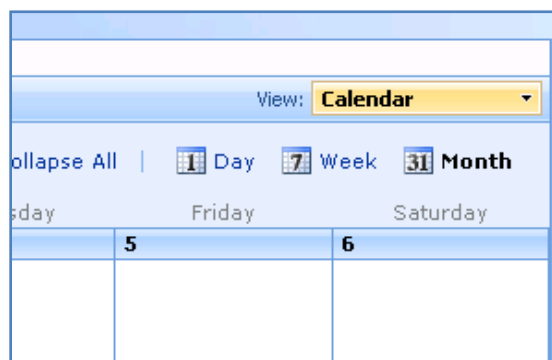 View: Calendar
ollapse All | 1 Day 7 Week 31 Month
sday Friday Saturday
5 6